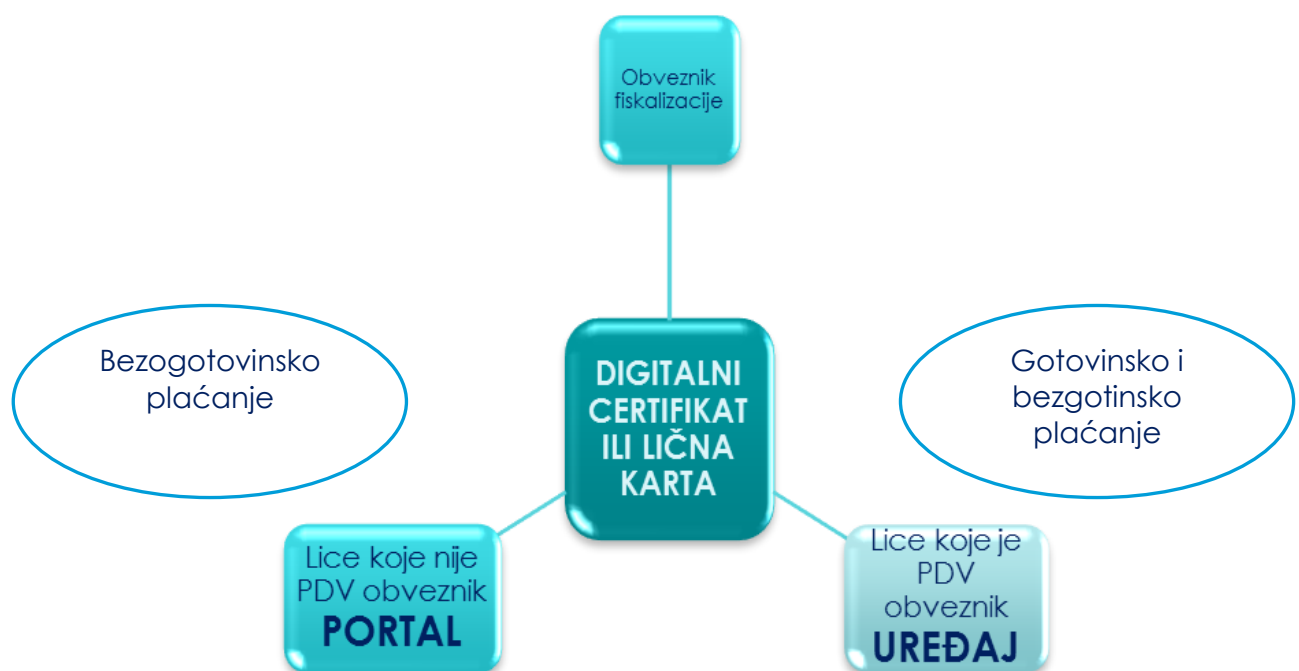 Obveznik
fiskalizacije
Bezogotovinsko
plaćanje
DIGITALNI
CERTIFIKAT
ILI LIČNA
KARTA
Gotovinsko i
bezgotinsko
plaćanje
Lice koje nije
PDV obveznik
PORTAL
Lice koje je
PDV
obveznik
UREĐAJ